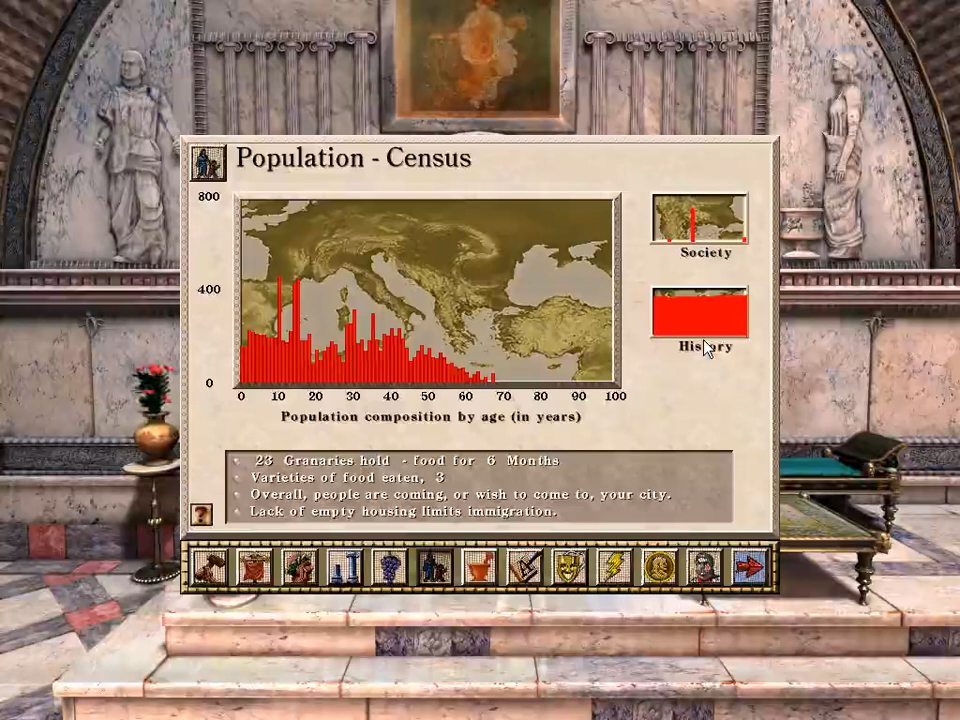 Population - Census
800
400
0
0 10 20 30 40 50 60 70 80 90 100
Population composition by age (in years)
Society
History
23 Granaries hold - food for 6 Months
Varieties of food eaten, 3
Overall, people are coming, or wish to come to, your city.
Lack of empty housing limits immigration.
?